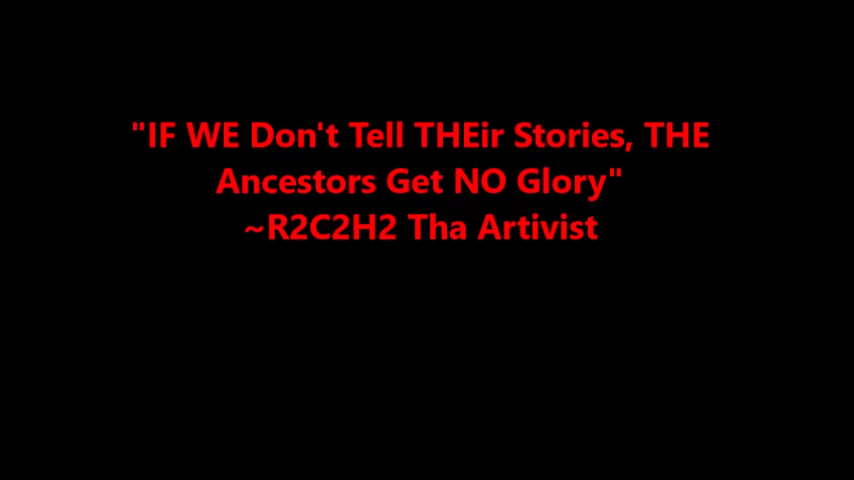 "IF WE Don't Tell THEir Stories, THE
Ancestors Get NO Glory"
~R2C2H2 Tha Artivist